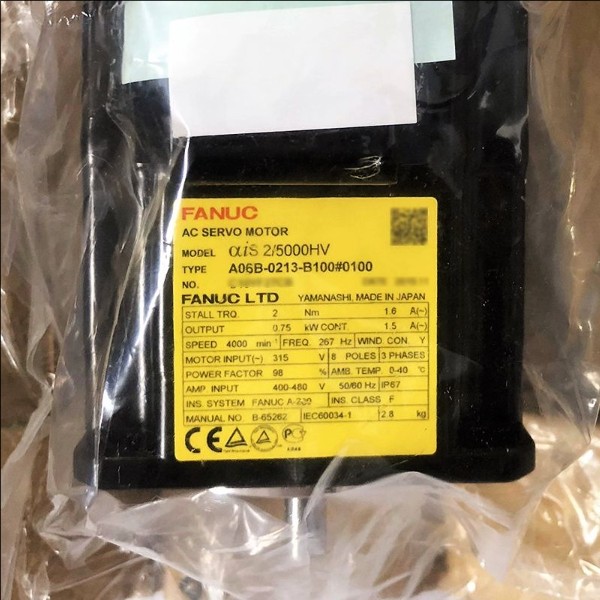 FANUC
AC SERVO MOTOR
MODEL αiS 2/5000HV
TYPE A06B-0213-B100#0100
NO.
FANUC LTD YAMANASHI, MADE IN JAPAN
STALL TRQ. 2 Nm 1.6 A(~)
OUTPUT 0.75 kW CONT. 1.5 A(~)
SPEED 4000 min⁻¹ FREQ. 267 Hz WIND. CON. Y
MOTOR INPUT(~) 315 V 8 POLES 3 PHASES
POWER FACTOR 98 % AMB. TEMP. 0-40 ℃
AMP. INPUT 400-480 V 50/60 Hz IP67
INS. SYSTEM FANUC A-200 INS. CLASS F
MANUAL NO. B-65262 IEC60034-1 2.8 kg
CE